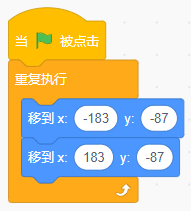 当 被点击
重复执行
移到 x: -183 y: -87
移到 x: 183 y: -87